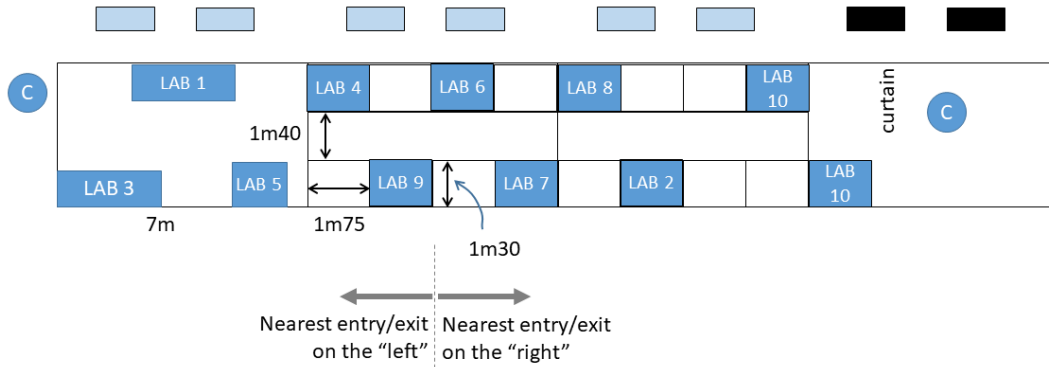 C
LAB 1
LAB 4
LAB 6
LAB 8
LAB
10
curtain
C
1m40
LAB 3
LAB 5
LAB 9
LAB 7
LAB 2
LAB
10
7m
1m75
1m30
Nearest entry/exit
on the “left”
Nearest entry/exit
on the “right”